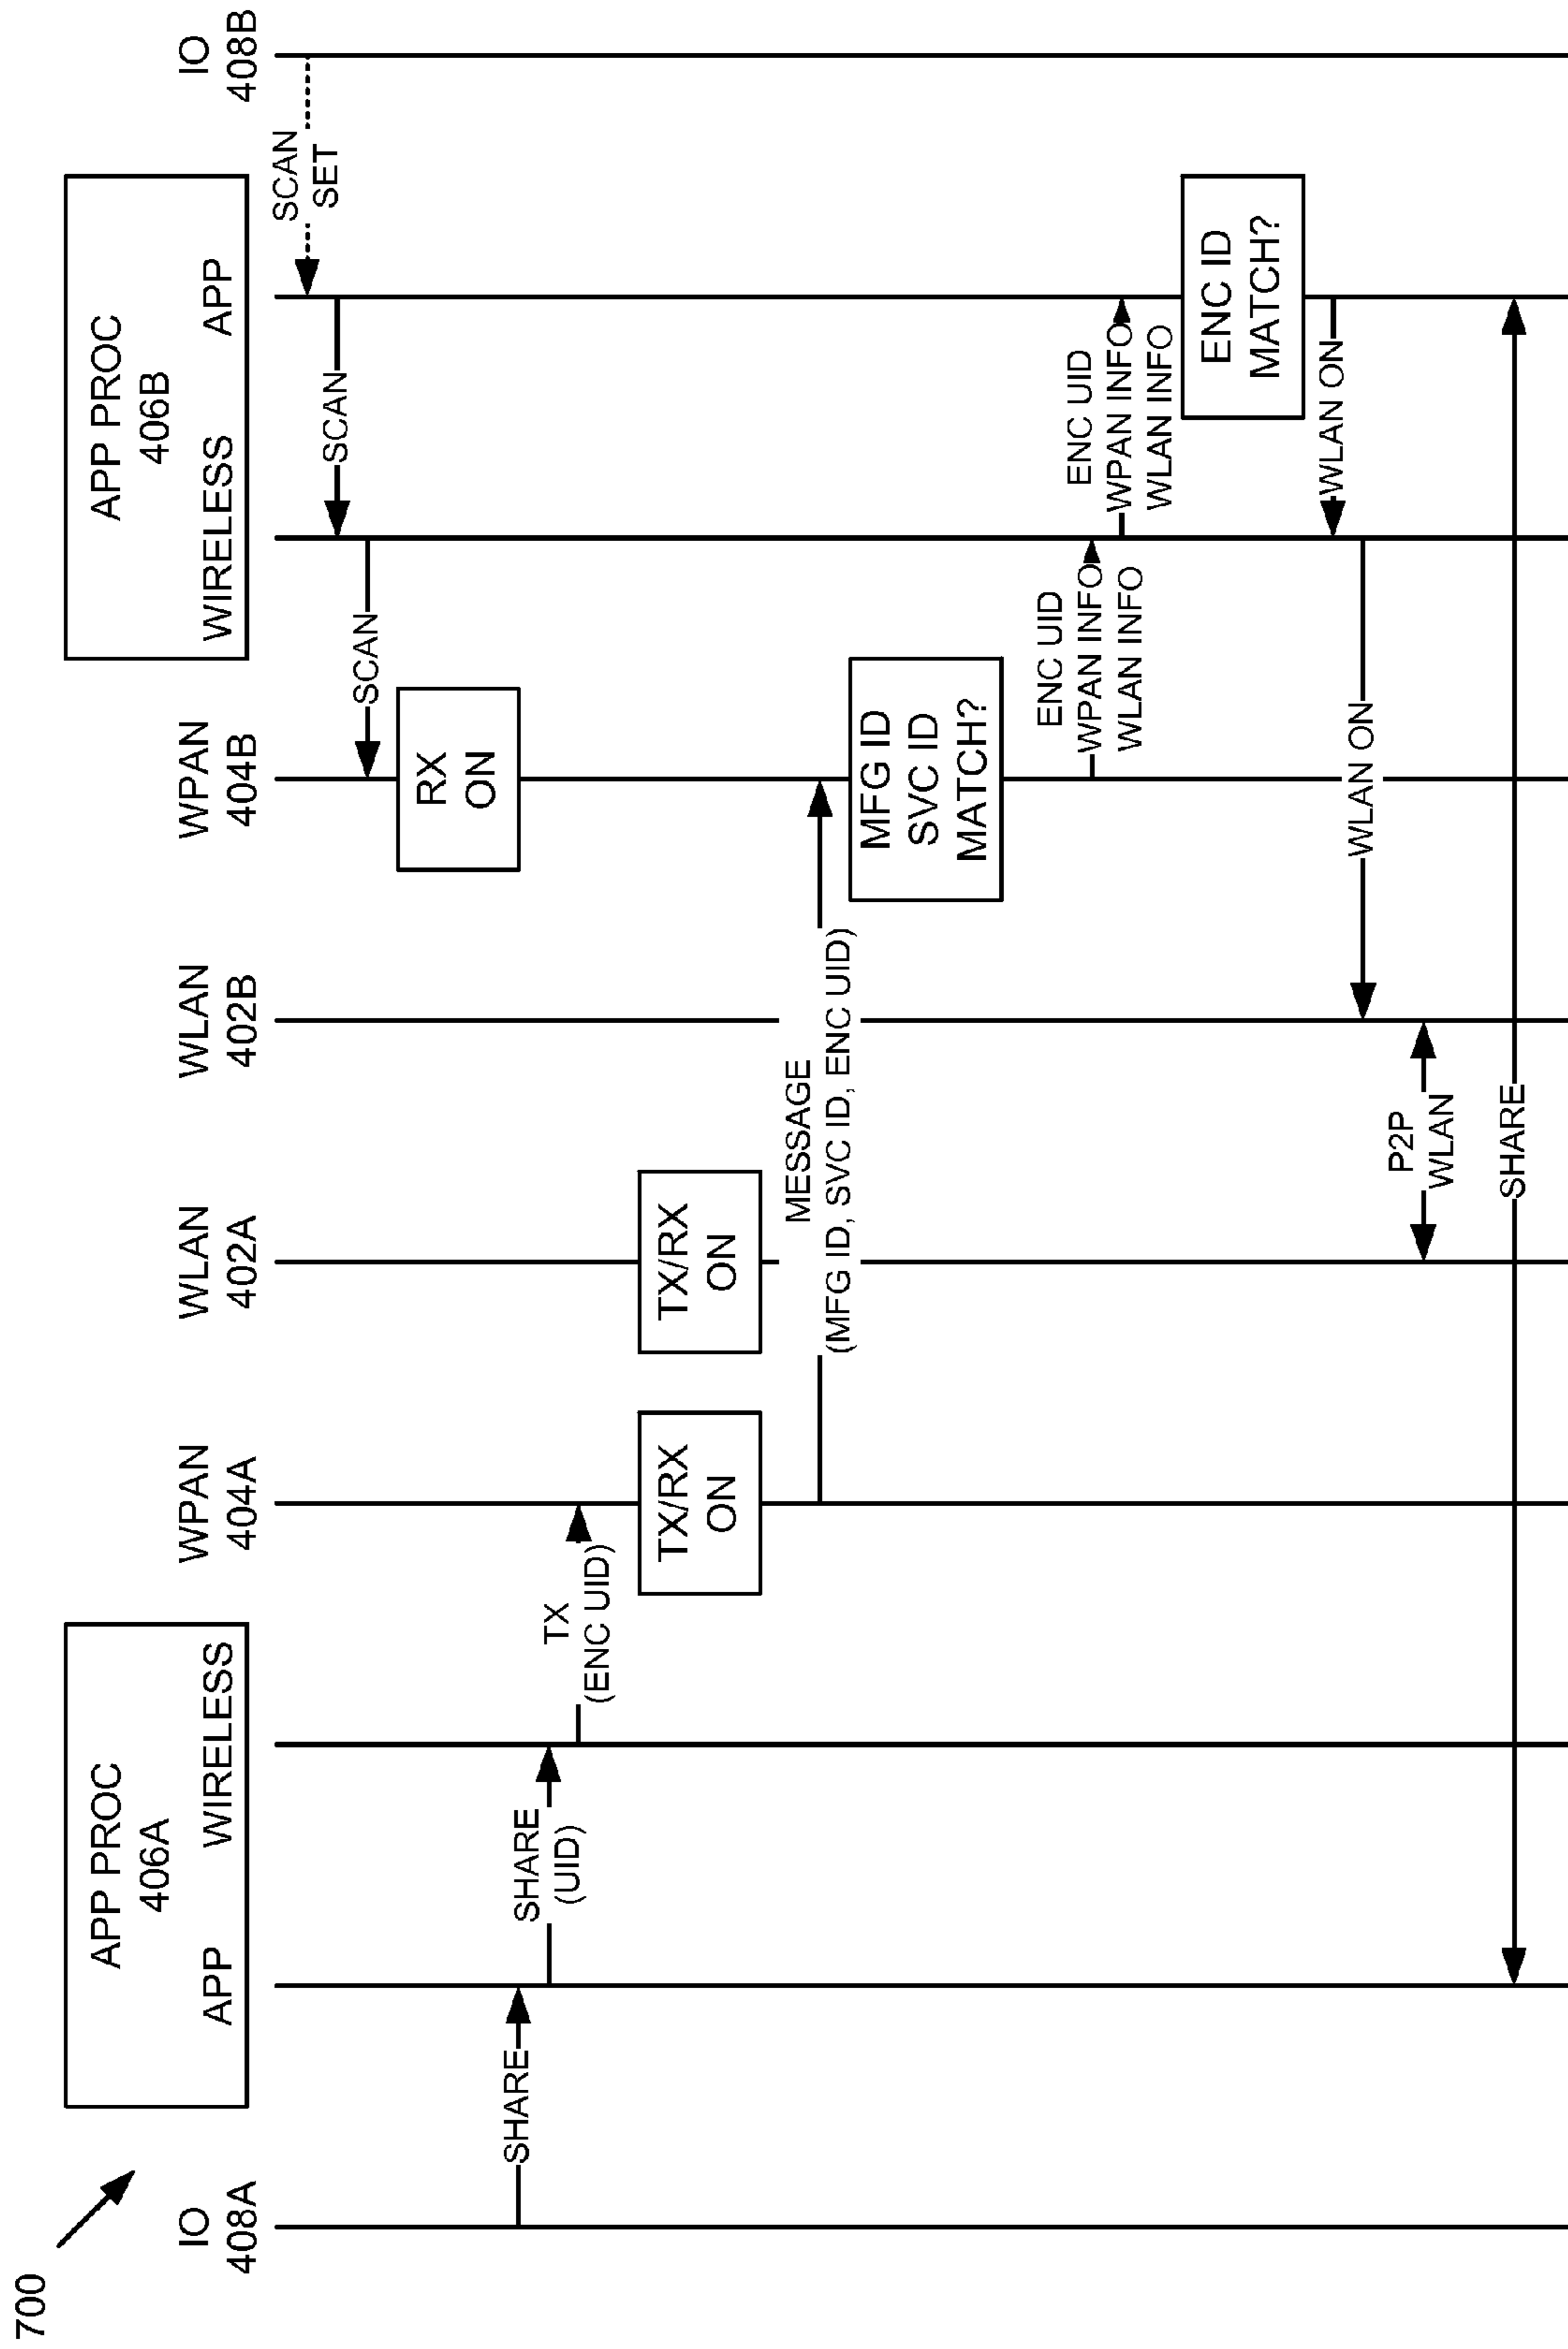 700
IO
408A
APP PROC
406A
APP WIRELESS
WPAN
404A
WLAN
402A
WLAN
402B
WPAN
404B
APP PROC
406B
WIRELESS APP
IO
408B
SCAN
SET
SCAN
SCAN
RX
ON
SHARE
SHARE
(UID)
TX
(ENC UID)
TX/RX
ON
TX/RX
ON
MESSAGE
(MFG ID, SVC ID, ENC UID)
MFG ID
SVC ID
MATCH?
ENC UID
WPAN INFO
WLAN INFO
ENC UID
WPAN INFO
WLAN INFO
ENC ID
MATCH?
WLAN ON
WLAN ON
P2P
WLAN
SHARE